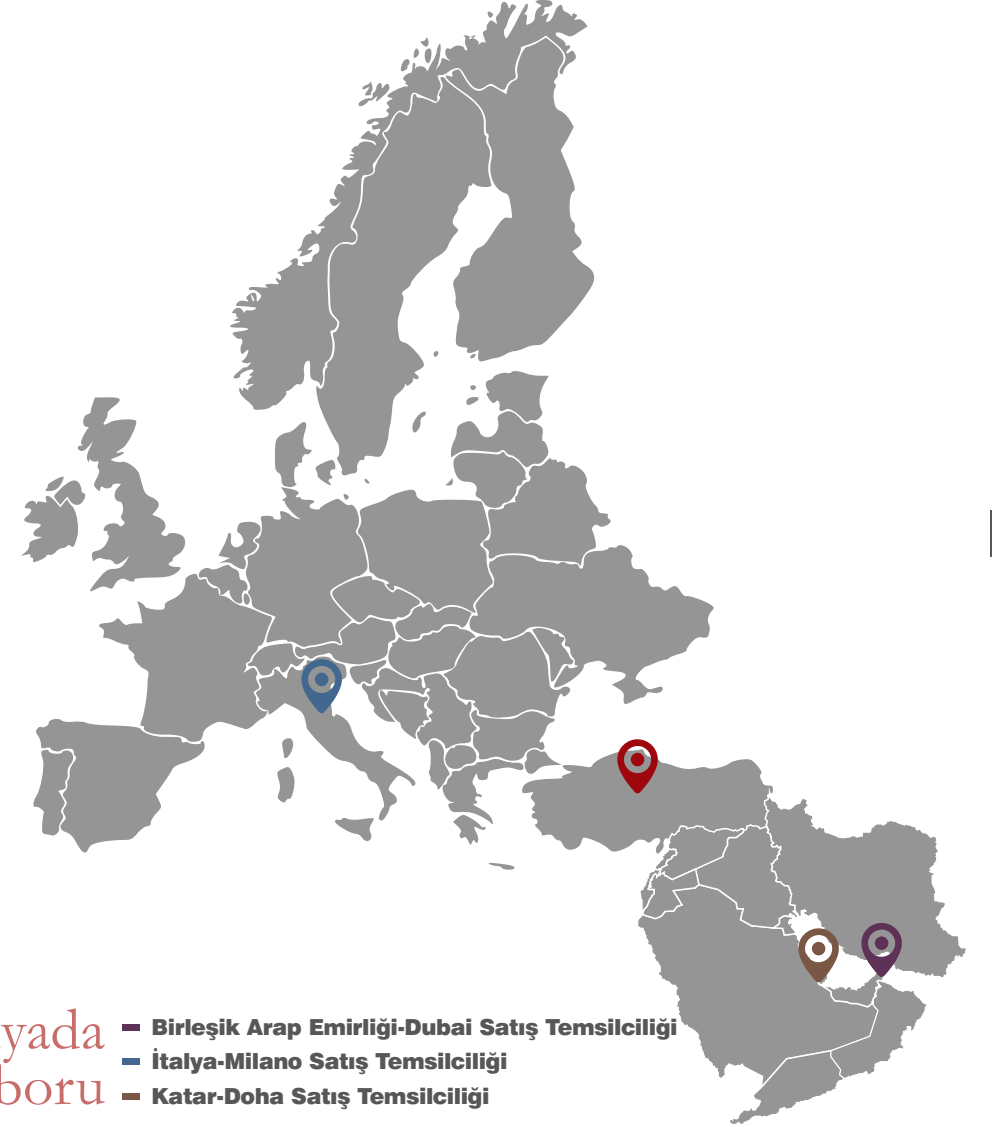 yada
boru
Birleşik Arap Emirliği-Dubai Satış Temsilciliği
İtalya-Milano Satış Temsilciliği
Katar-Doha Satış Temsilciliği